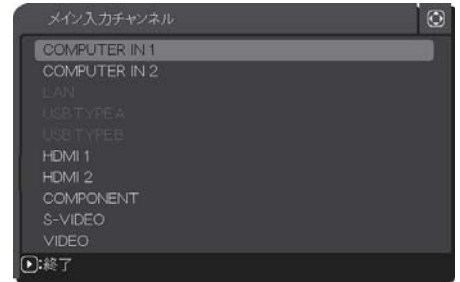 メイン入力チャンネル
COMPUTER IN 1
COMPUTER IN 2
LAN
USB TYPE A
USB TYPE B
HDMI 1
HDMI 2
COMPONENT
S-VIDEO
VIDEO
:終了